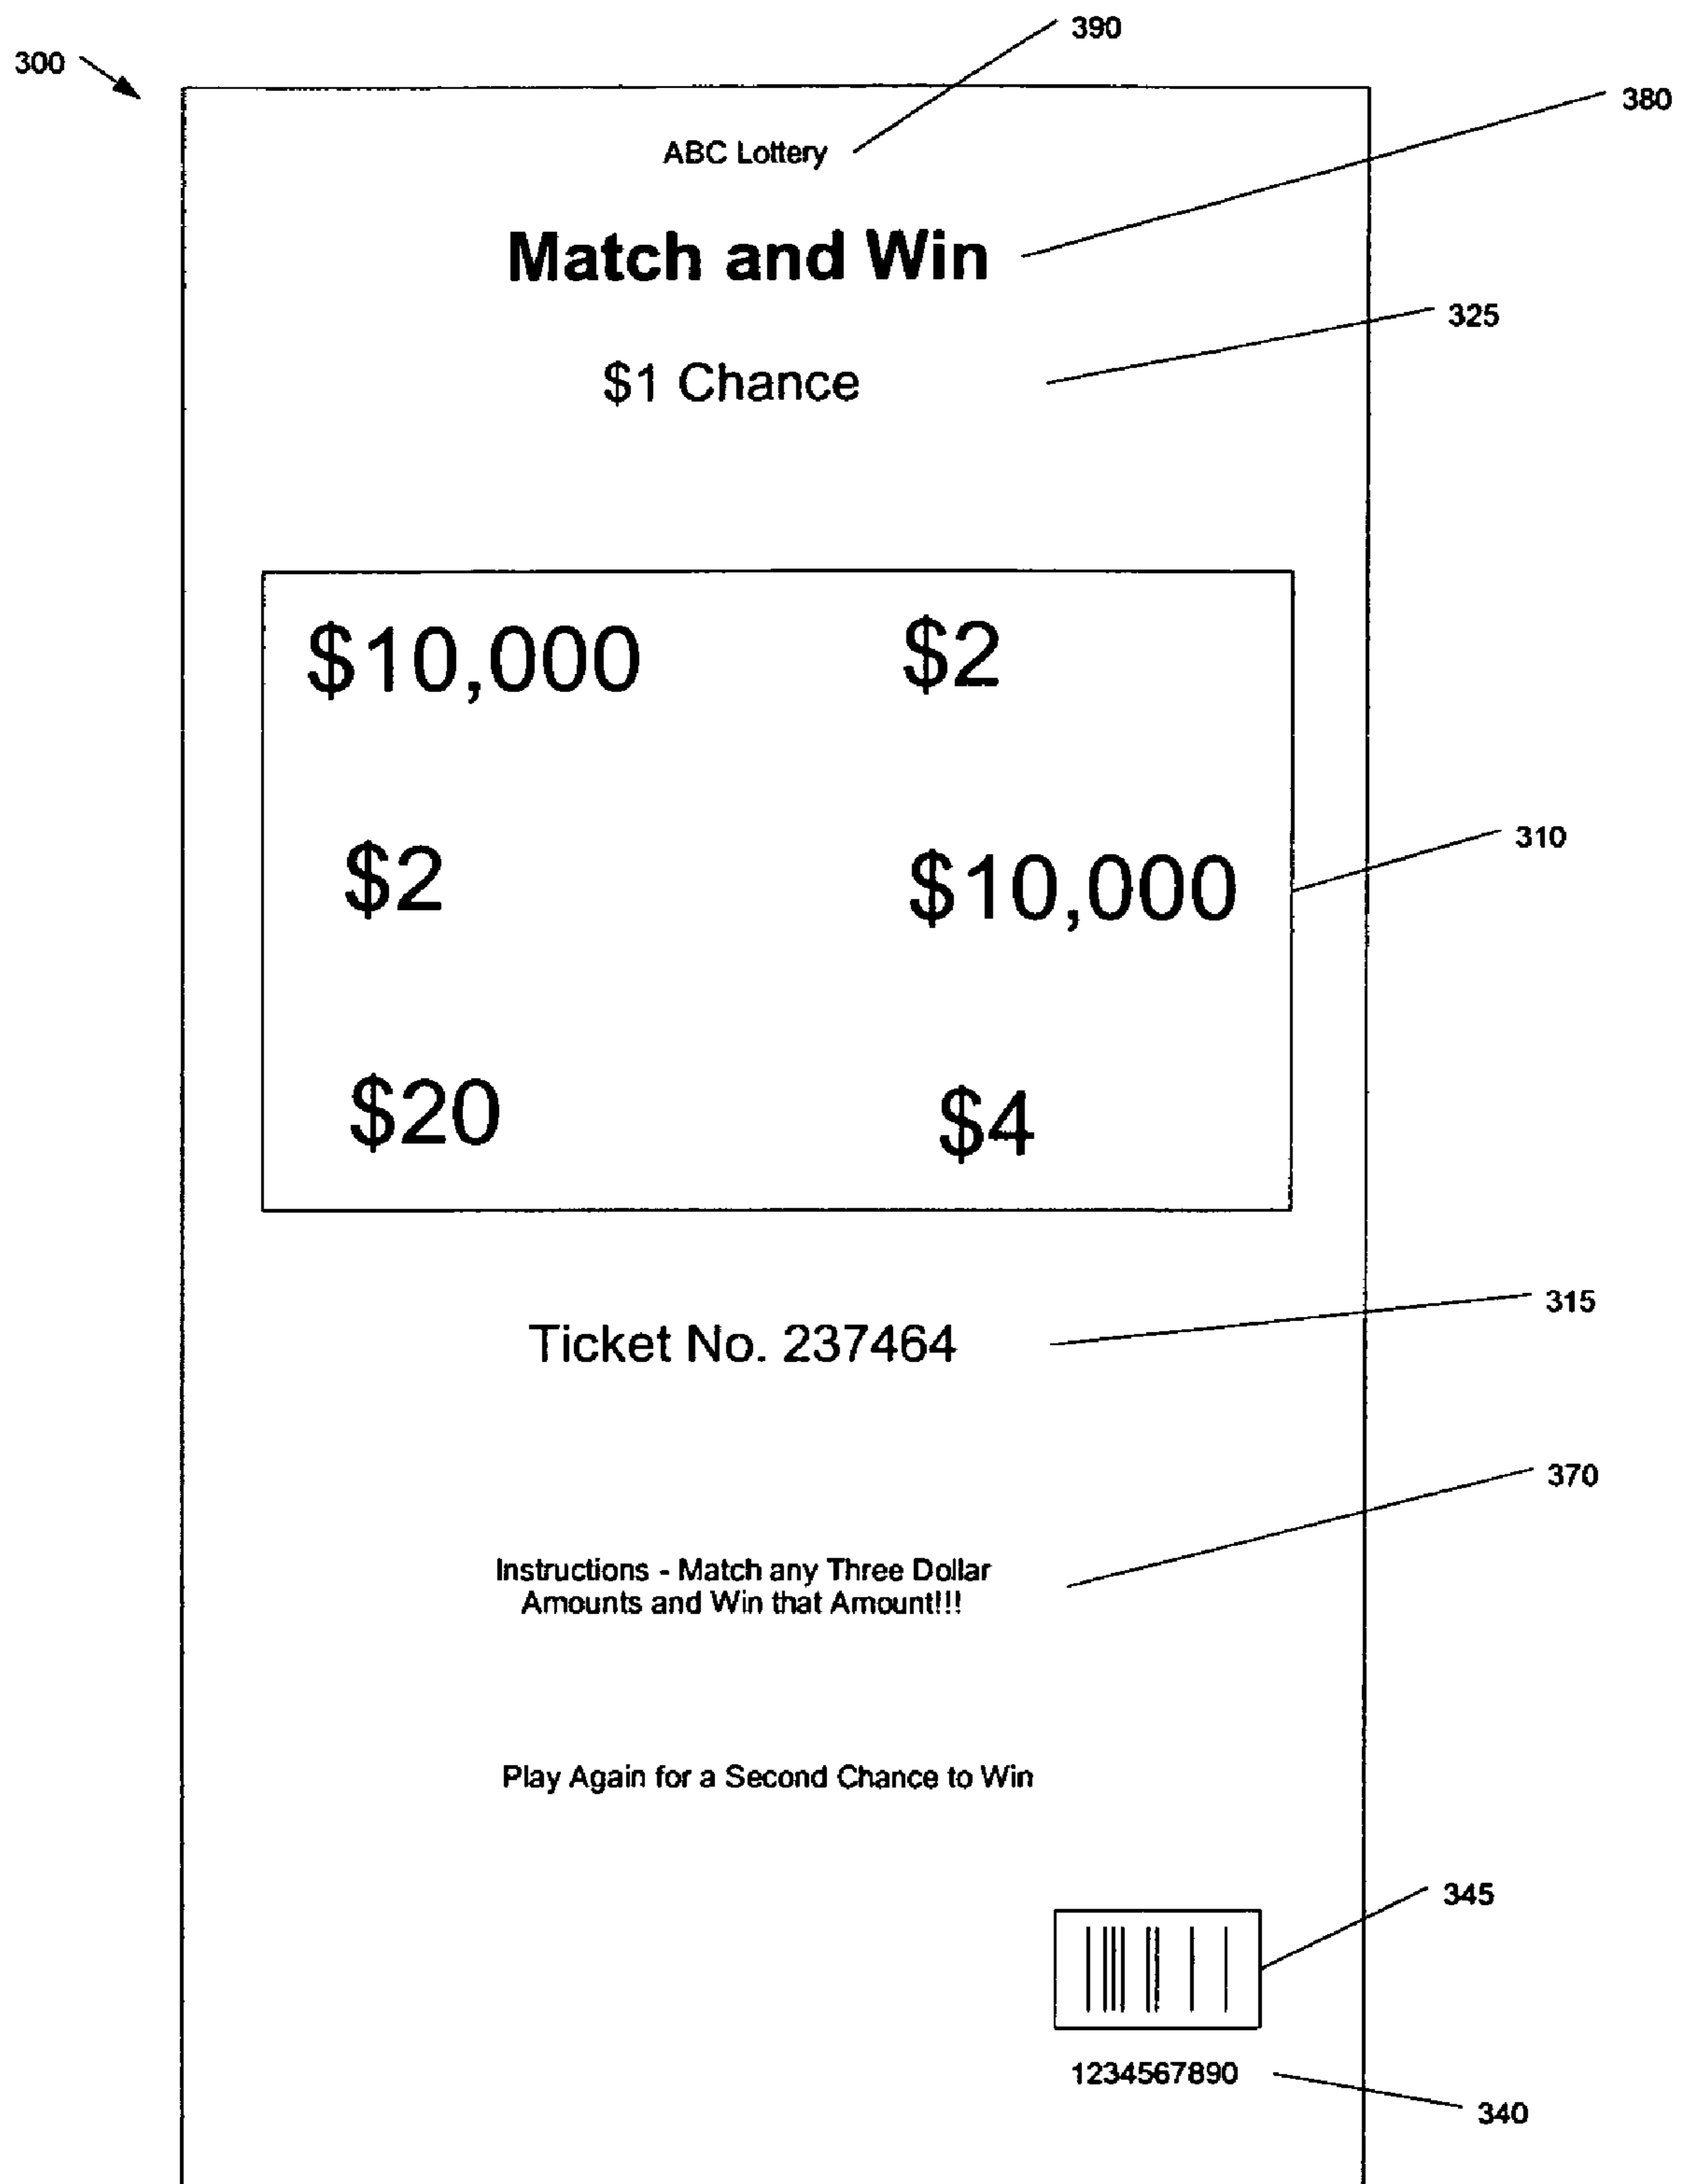 390
300
380
ABC Lottery
Match and Win
325
$1 Chance
$10,000 $2
310
$2 $10,000
$20 $4
315
Ticket No. 237464
370
Instructions - Match any Three Dollar
Amounts and Win that Amount!!!
Play Again for a Second Chance to Win
345
1234567890
340